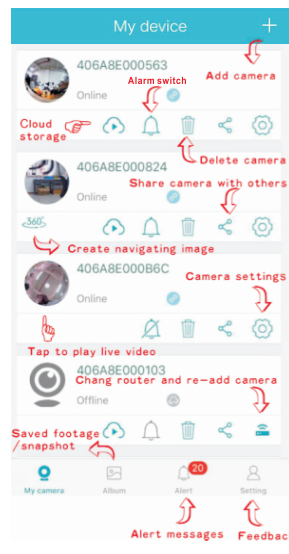 My device
+
406A8E000563
Alarm switch
Add camera
Online
Cloud
storage
Delete camera
406A8E000824
Share camera with others
Online
360°
Create navigating image
406A8E000B6C
Camera settings
Online
Tap to play live video
406A8E000103
Chang router and re-add camera
Offline
Saved footage
/snapshot
20
My camera
Album
Alert
Setting
Alert messages
Feedbac